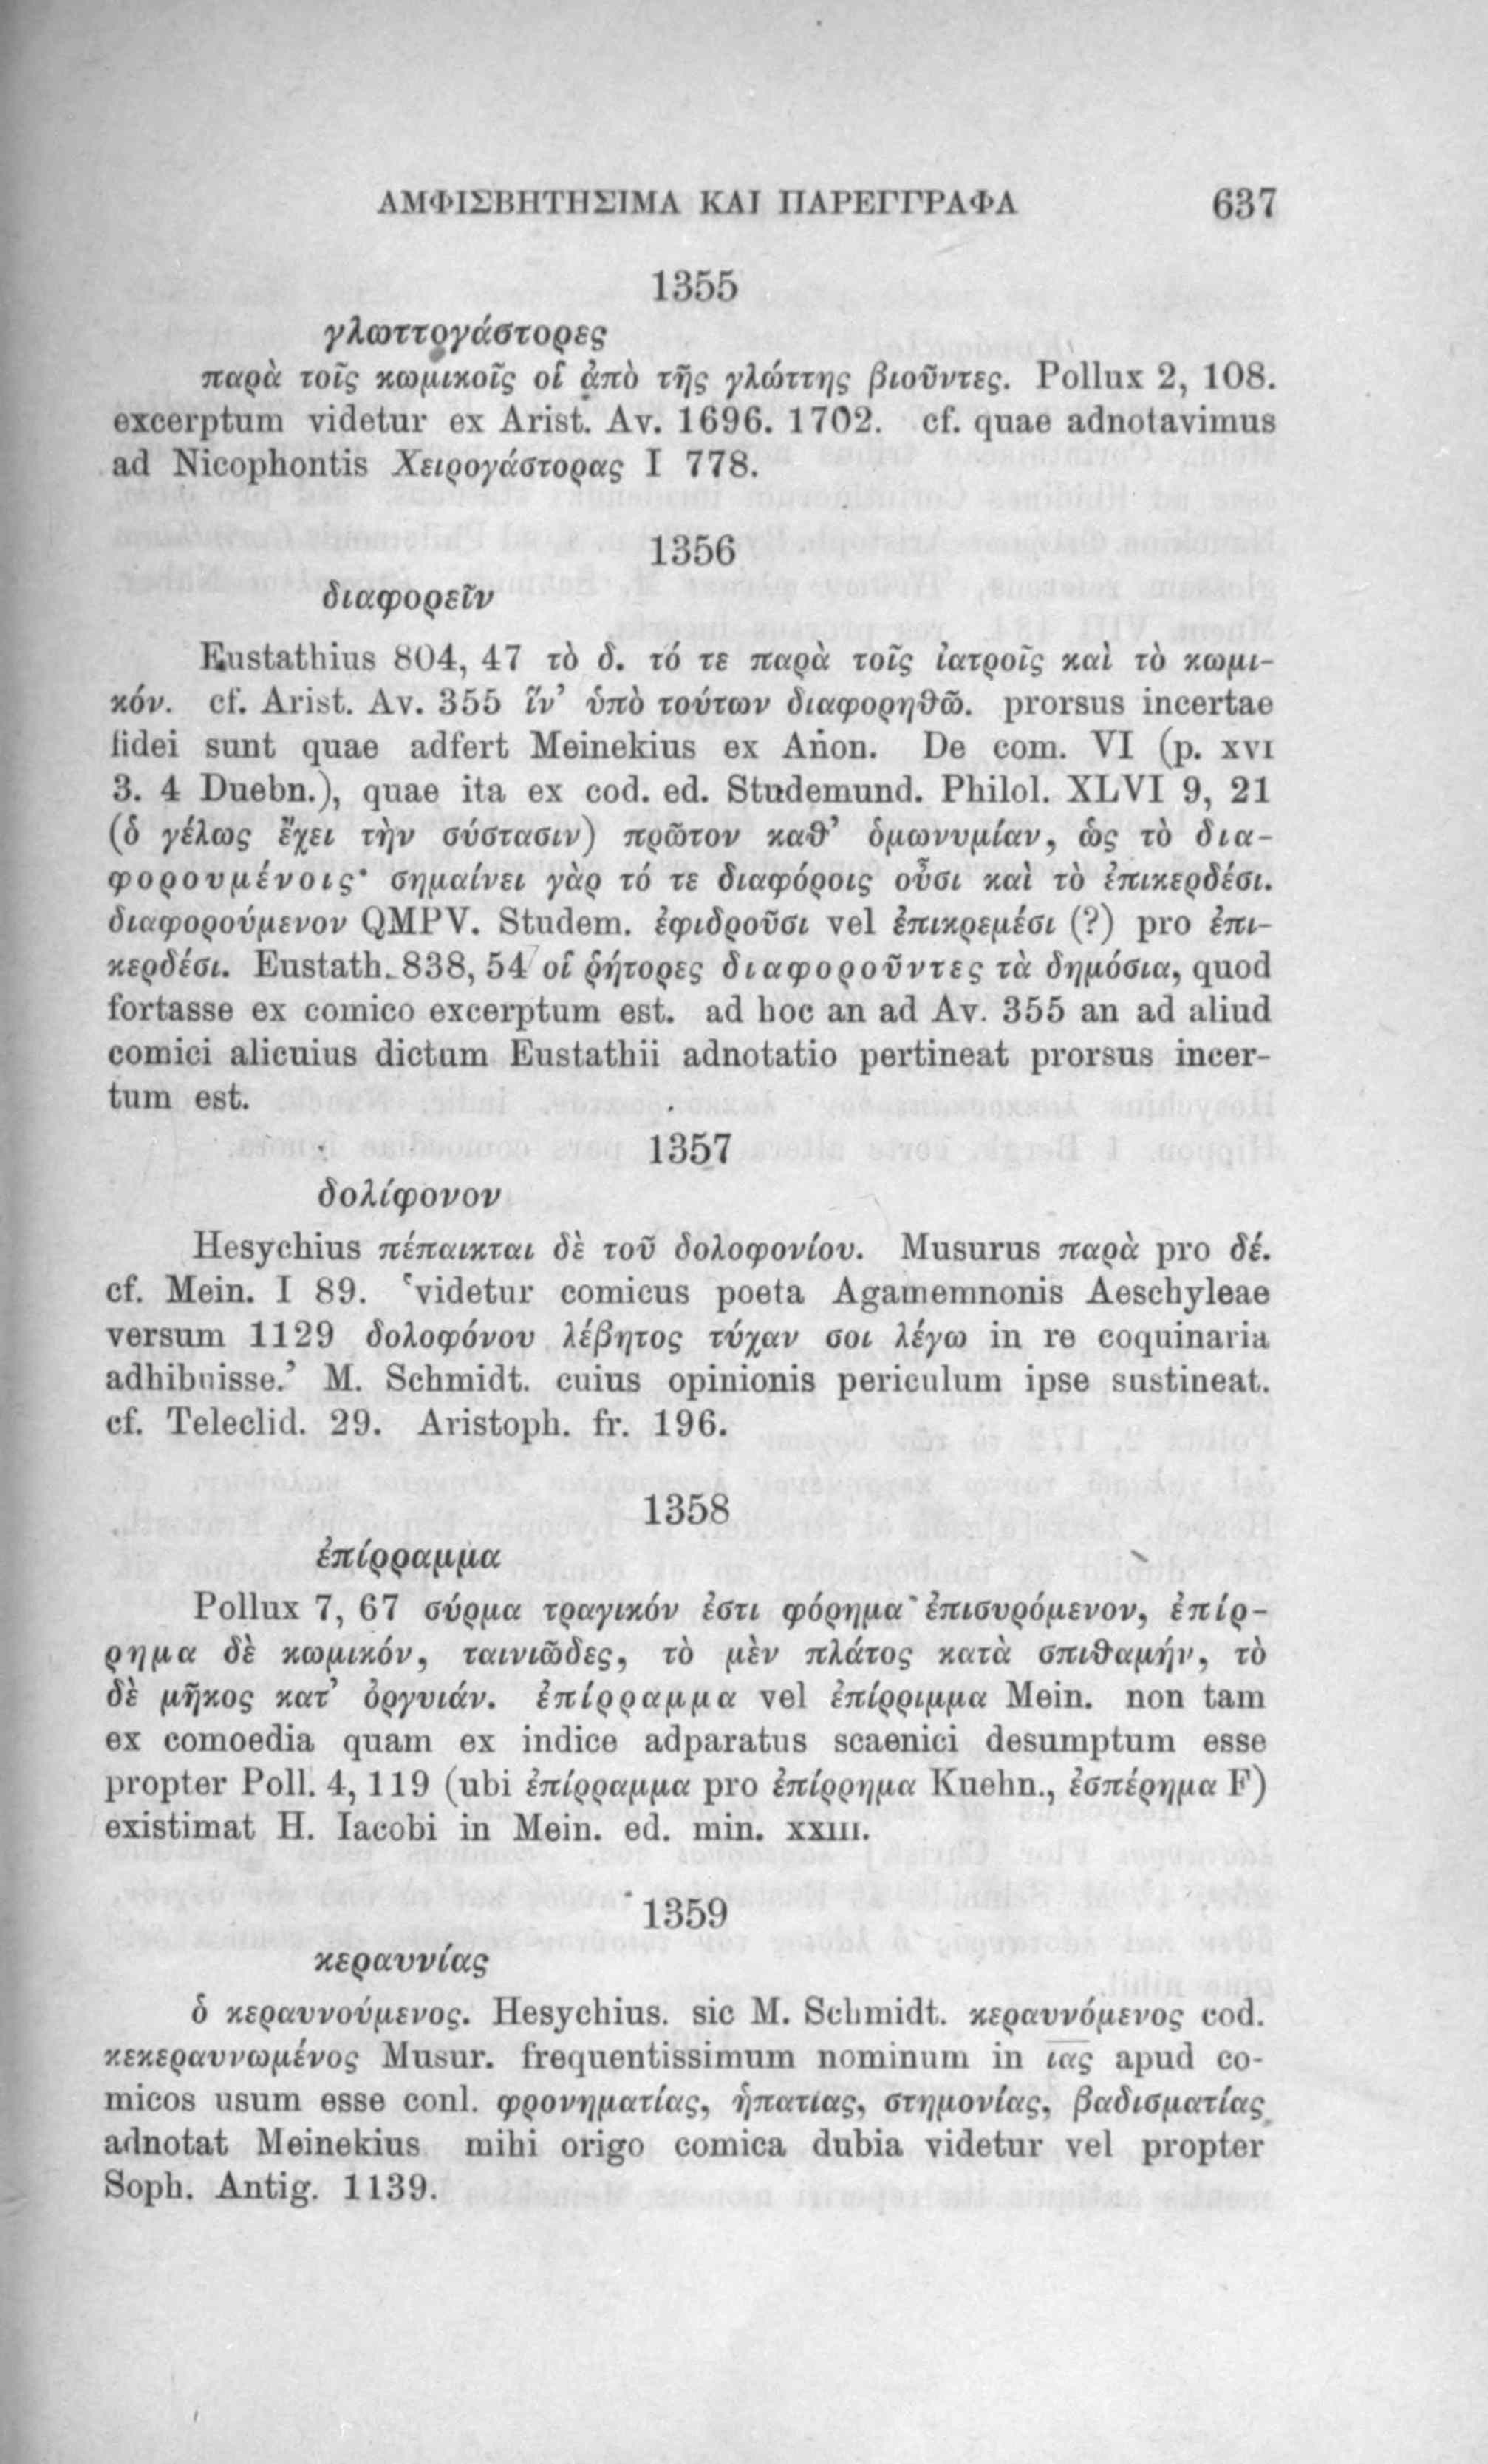 ΑΜΦΙΣΒΗΤΗΣΙΜΑ ΚΑΙ ΠΑΡΕΓΓΡΑΦΑ 637
1355
γλωττογάστορες
παρὰ τοῖς κωμικοῖς οἱ ἀπὸ τῆς γλώττης βιοῦντες. Pollux 2, 108.
excerptum videtur ex Arist. Av. 1696. 1702. cf. quae adnotavimus
ad Nicophontis Χειρογάστορας I 778.
1356
διαφορεῖν
Eustathius 804, 47 τὸ δ. τό τε παρὰ τοῖς ἰατροῖς καὶ τὸ κωμι-
κόν. cf. Arist. Av. 355 ἵν’ ὑπὸ τούτων διαφορηθῶ. prorsus incertae
fidei sunt quae adfert Meinekius ex Anon. De com. VI (p. XVI
3. 4 Duebn.), quae ita ex cod. ed. Studemund. Philol. XLVI 9, 21
(ὁ γέλως ἔχει τὴν σύστασιν) πρῶτον καθ’ ὁμωνυμίαν, ὡς τὸ δια-
φορουμένοις· σημαίνει γὰρ τό τε διαφόροις οὖσι καὶ τὸ ἐπικερδέσι.
διαφορούμενον QMPV. Studem. ἐφιδροῦσι vel ἐπικρεμέσι (?) pro ἐπι-
κερδέσι. Eustath. 838, 54 οἱ ῥήτορες διαφοροῦντες τὰ δημόσια, quod
fortasse ex comico excerptum est. ad hoc an ad Av. 355 an ad aliud
comici alicuius dictum Eustathii adnotatio pertineat prorsus incer-
tum est.
1357
δολίφονον
Hesychius πέπαικται δὲ τοῦ δολοφονίου. Musurus παρὰ pro δέ.
cf. Mein. I 89. ‘videtur comicus poeta Agamemnonis Aeschyleae
versum 1129 δολοφόνου λέβητος τύχαν σοι λέγω in re coquinaria
adhibuisse.’ M. Schmidt. cuius opinionis periculum ipse sustineat.
cf. Teleclid. 29. Aristoph. fr. 196.
1358
ἐπίρραμμα
Pollux 7, 67 σύρμα τραγικόν ἐστι φόρημα ἐπισυρόμενον, ἐπίρ-
ρημα δὲ κωμικόν, ταινιῶδες, τὸ μὲν πλάτος κατὰ σπιθαμήν, τὸ
δὲ μῆκος κατ’ ὀργυιάν. ἐπίρραμμα vel ἐπίρριμμα Mein. non tam
ex comoedia quam ex indice adparatus scaenici desumptum esse
propter Poll. 4, 119 (ubi ἐπίρραμμα pro ἐπίρρημα Kuehn., ἑσπέρημα F)
existimat H. Iacobi in Mein. ed. min. XXIII.
1359
κεραυνίας
ὁ κεραυνούμενος. Hesychius. sic M. Schmidt. κεραυνόμενος cod.
κεκεραυνωμένος Musur. frequentissimum nominum in ιας apud co-
micos usum esse conl. φρονηματίας, ἡπατίας, στημονίας, βαδισματίας
adnotat Meinekius mihi origo comica dubia videtur vel propter
Soph. Antig. 1139.